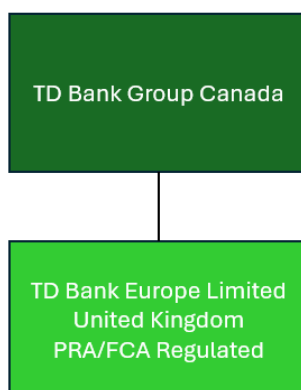 TD Bank Group Canada
TD Bank Europe Limited
United Kingdom
PRA/FCA Regulated